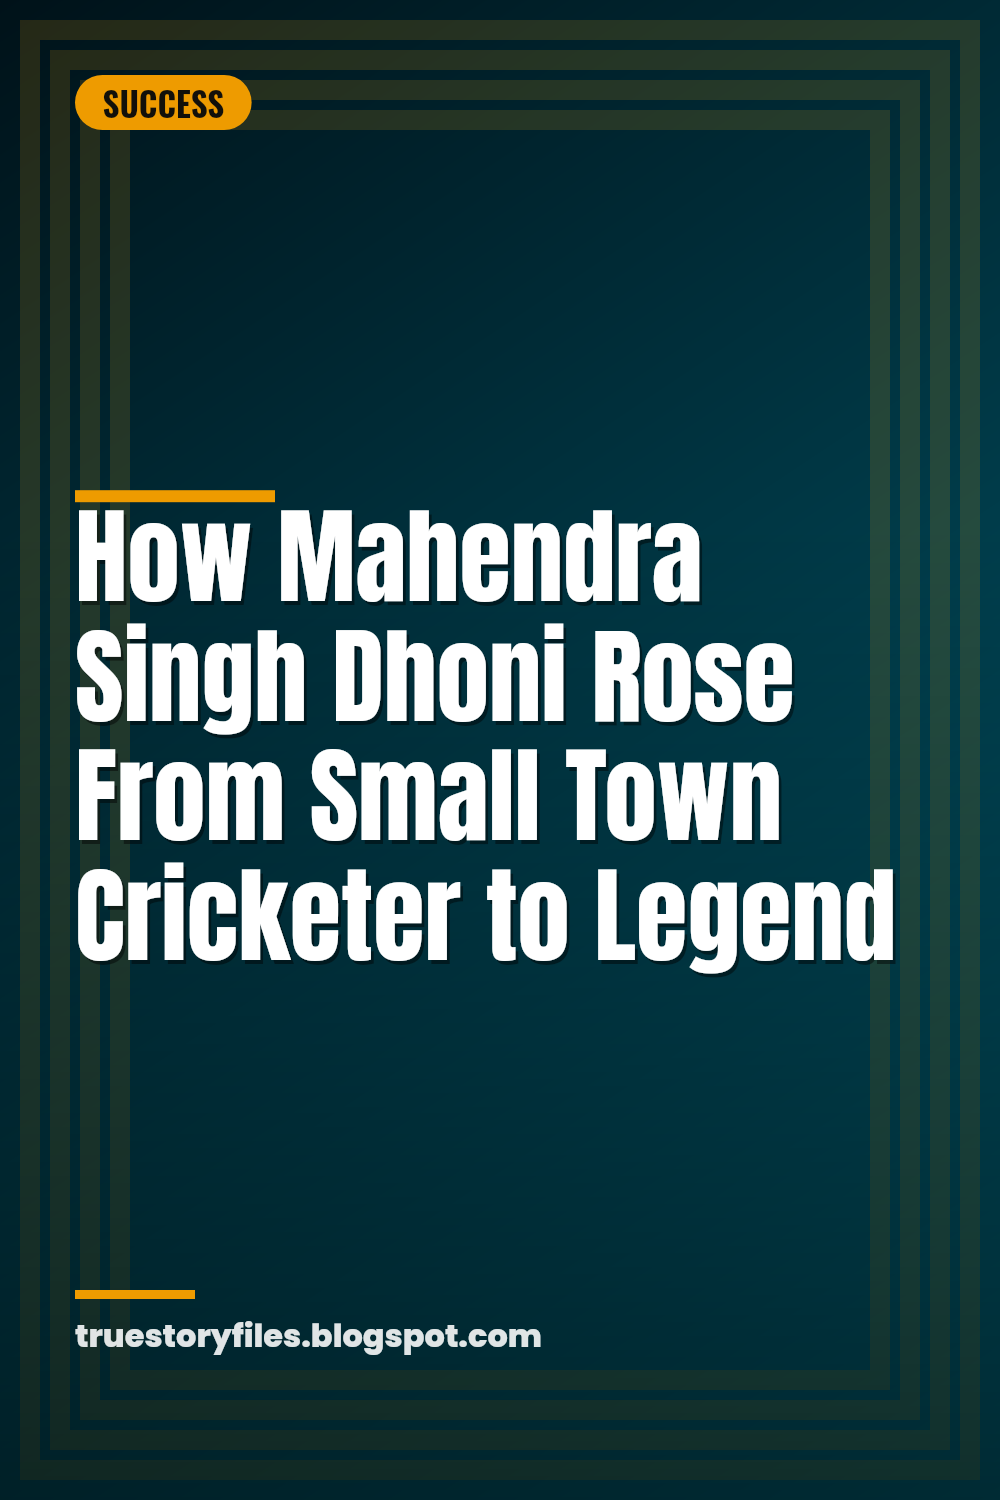 SUCCESS
How Mahendra
Singh Dhoni Rose
From Small Town
Cricketer to Legend
truestoryfiles.blogspot.com